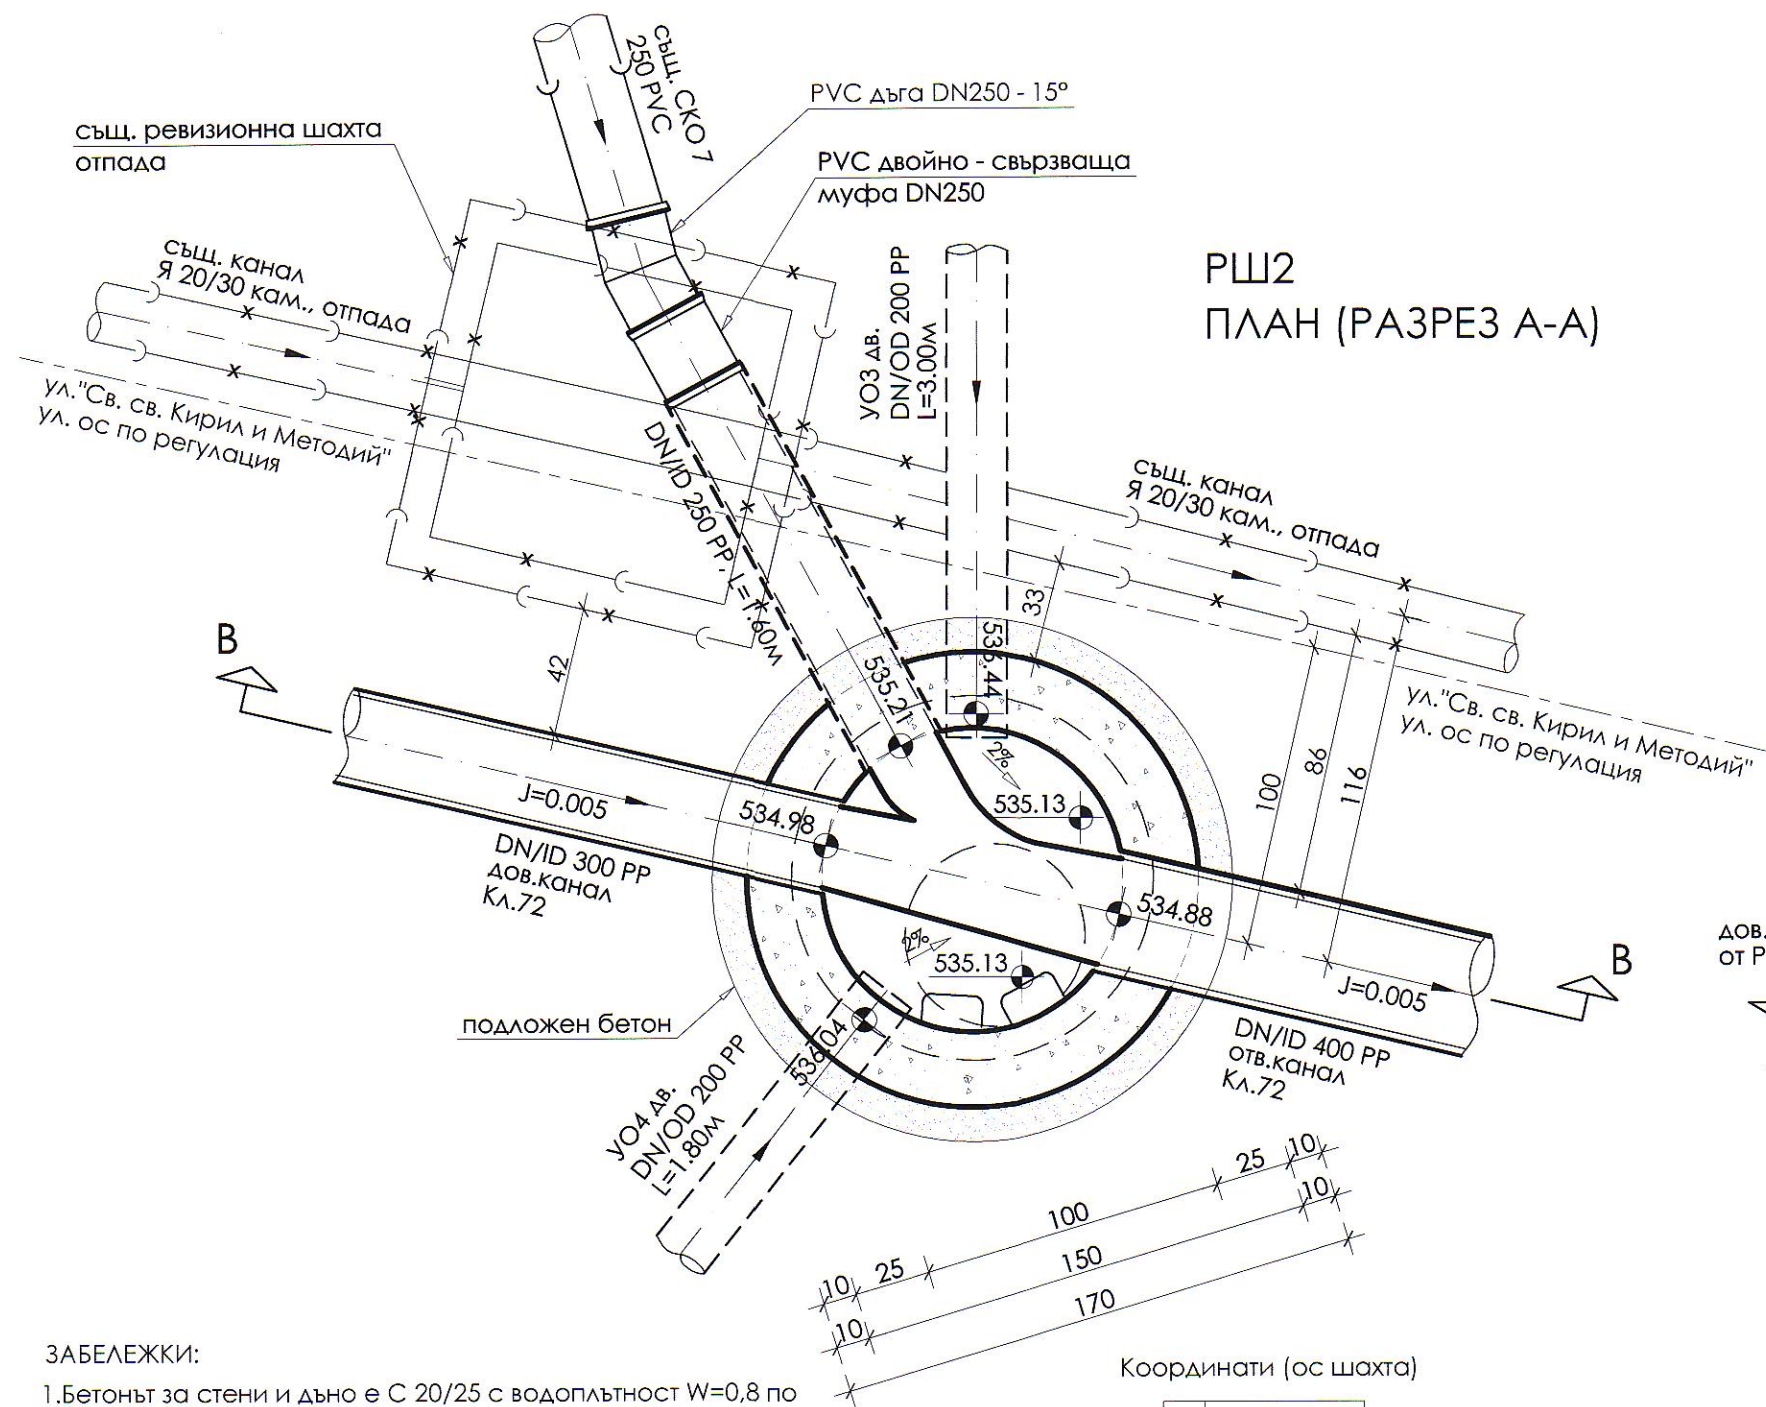 същ. СКО 7
250 PVC
PVC дъга DN250 - 15°
същ. ревизионна шахта
отпада
PVC двойно - свързваща
муфа DN250
РШ2
ПЛАН (РАЗРЕЗ А-А)
същ. канал
Я 20/30 кам., отпада
УО3 дв.
DN/OD 200 PP
L=3.00м
ул."Св. св. Кирил и Методий"
ул. ос по регулация
DN/ID 250 PP, L=1.60м
същ. канал
Я 20/30 кам., отпада
33
B
42
535.21
535.44
ул."Св. св. Кирил и Методий"
ул. ос по регулация
100
86
116
J=0.005
534.98
2%
535.13
DN/ID 300 PP
дов.канал
Кл.72
534.88
2%
535.13
B
дов.
от Р
J=0.005
подложен бетон
DN/ID 400 PP
отв.канал
Кл.72
536.04
УО4 дв.
DN/OD 200 PP
L=1.80м
10 25 100 25 10
10 150 10
170
ЗАБЕЛЕЖКИ:
1.Бетонът за стени и дъно е С 20/25 с водоплътност W=0,8 по
Координати (ос шахта)